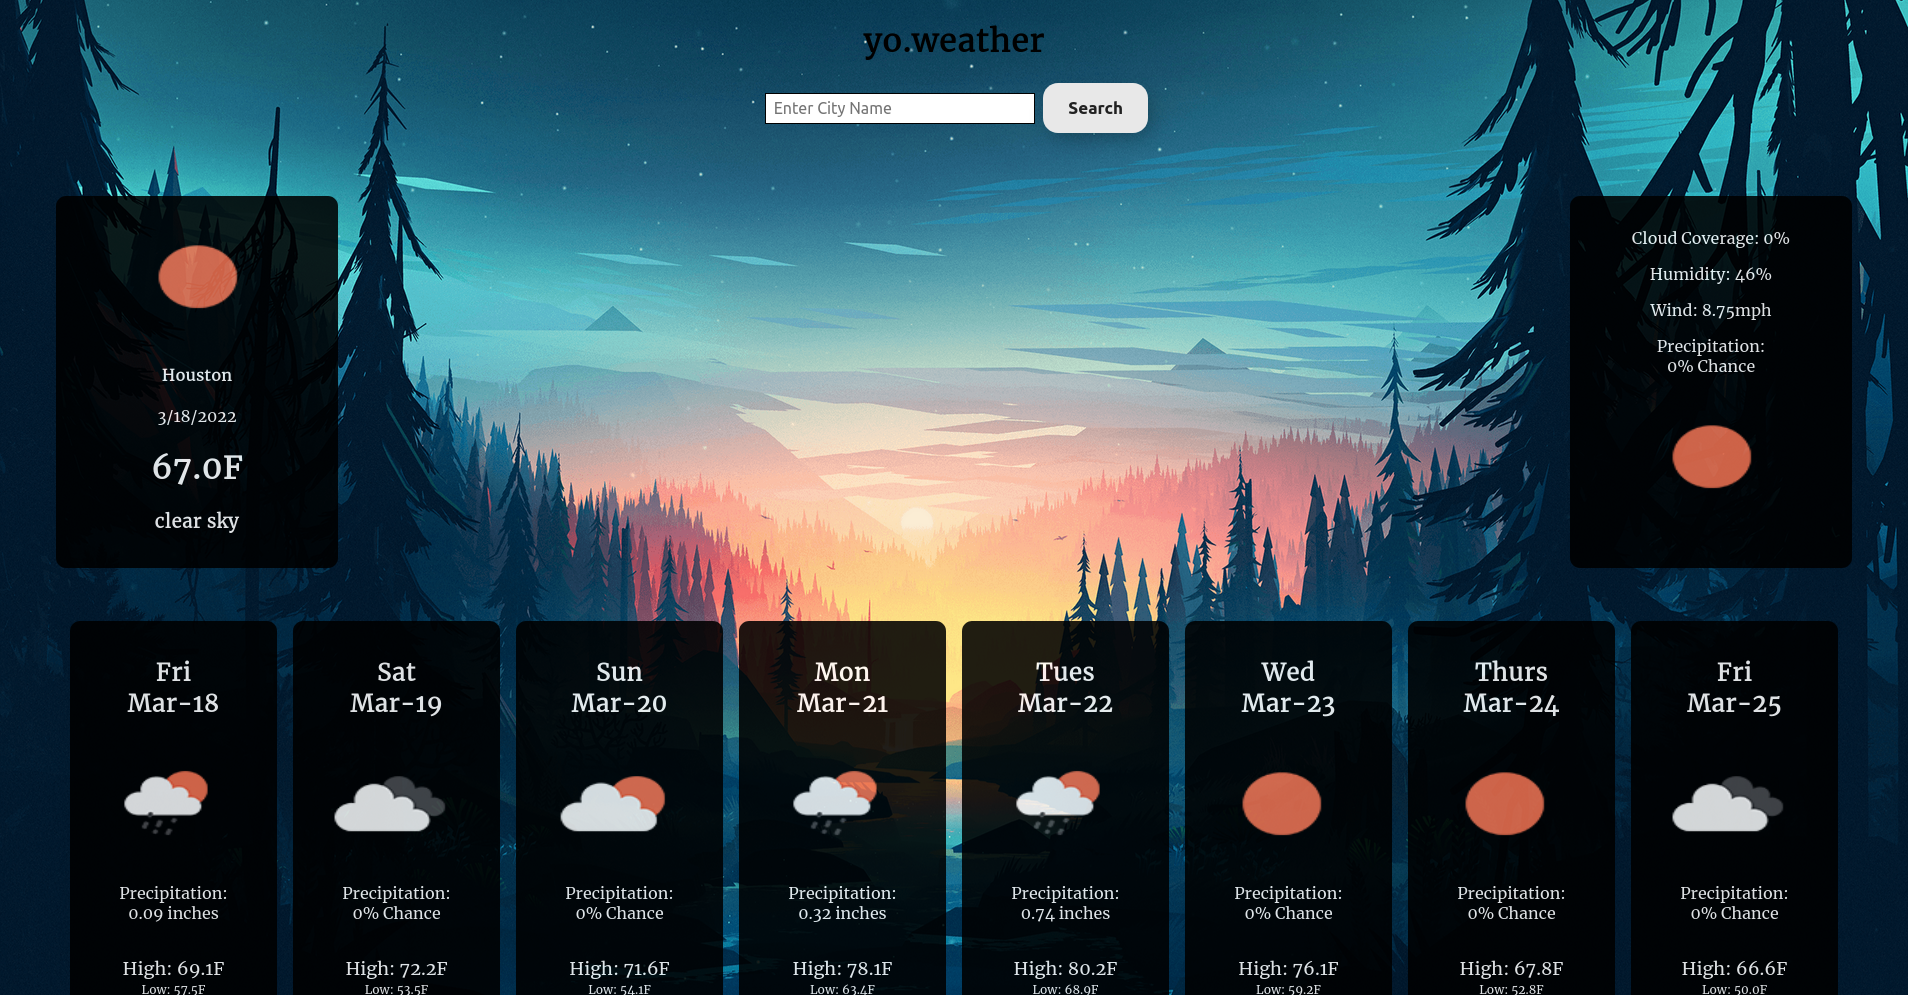 yo.weather
Enter City Name
Search
Houston
3/18/2022
67.0F
clear sky
Cloud Coverage: 0%
Humidity: 46%
Wind: 8.75mph
Precipitation:
0% Chance
Fri
Mar-18
Precipitation:
0.09 inches
High: 69.1F
Low: 57.5F
Sat
Mar-19
Precipitation:
0% Chance
High: 72.2F
Low: 53.5F
Sun
Mar-20
Precipitation:
0% Chance
High: 71.6F
Low: 54.1F
Mon
Mar-21
Precipitation:
0.32 inches
High: 78.1F
Low: 63.4F
Tues
Mar-22
Precipitation:
0.74 inches
High: 80.2F
Low: 68.9F
Wed
Mar-23
Precipitation:
0% Chance
High: 76.1F
Low: 59.2F
Thurs
Mar-24
Precipitation:
0% Chance
High: 67.8F
Low: 52.8F
Fri
Mar-25
Precipitation:
0% Chance
High: 66.6F
Low: 50.0F